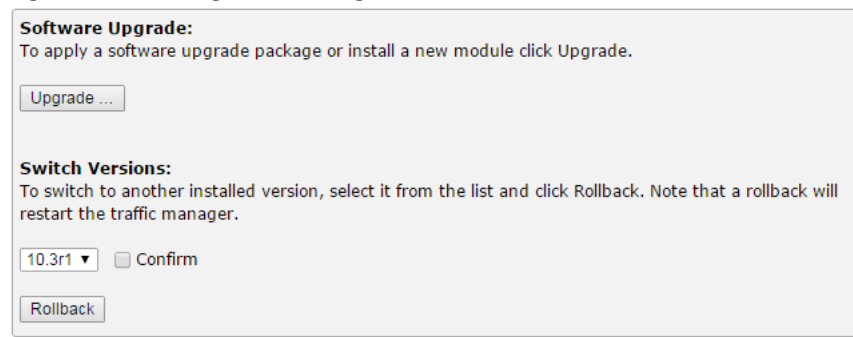 Software Upgrade:
To apply a software upgrade package or install a new module click Upgrade.
Upgrade ...
Switch Versions:
To switch to another installed version, select it from the list and click Rollback. Note that a rollback will
restart the traffic manager.
10.3r1 Confirm
Rollback